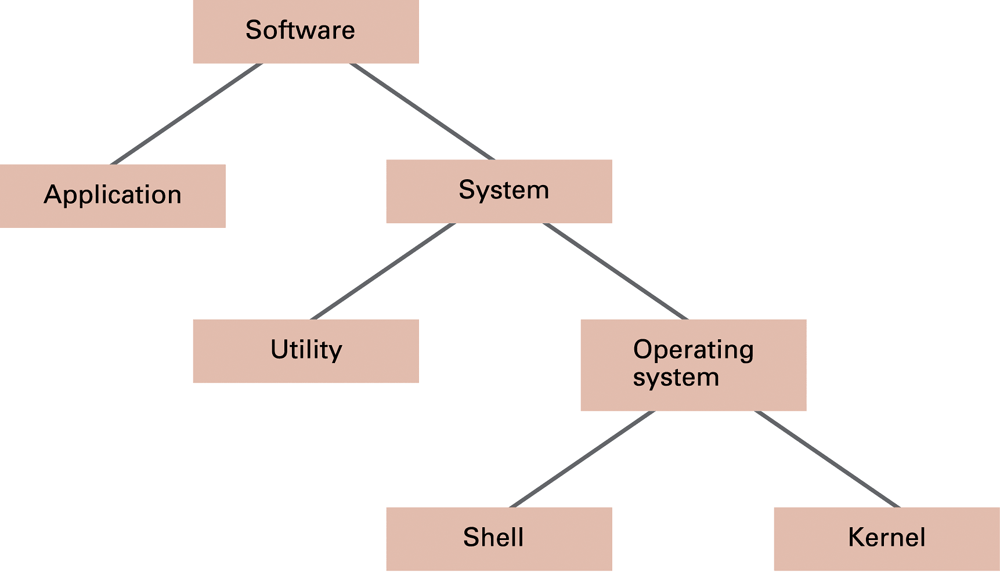 Software
Application
System
Utility
Operating
system
Shell
Kernel